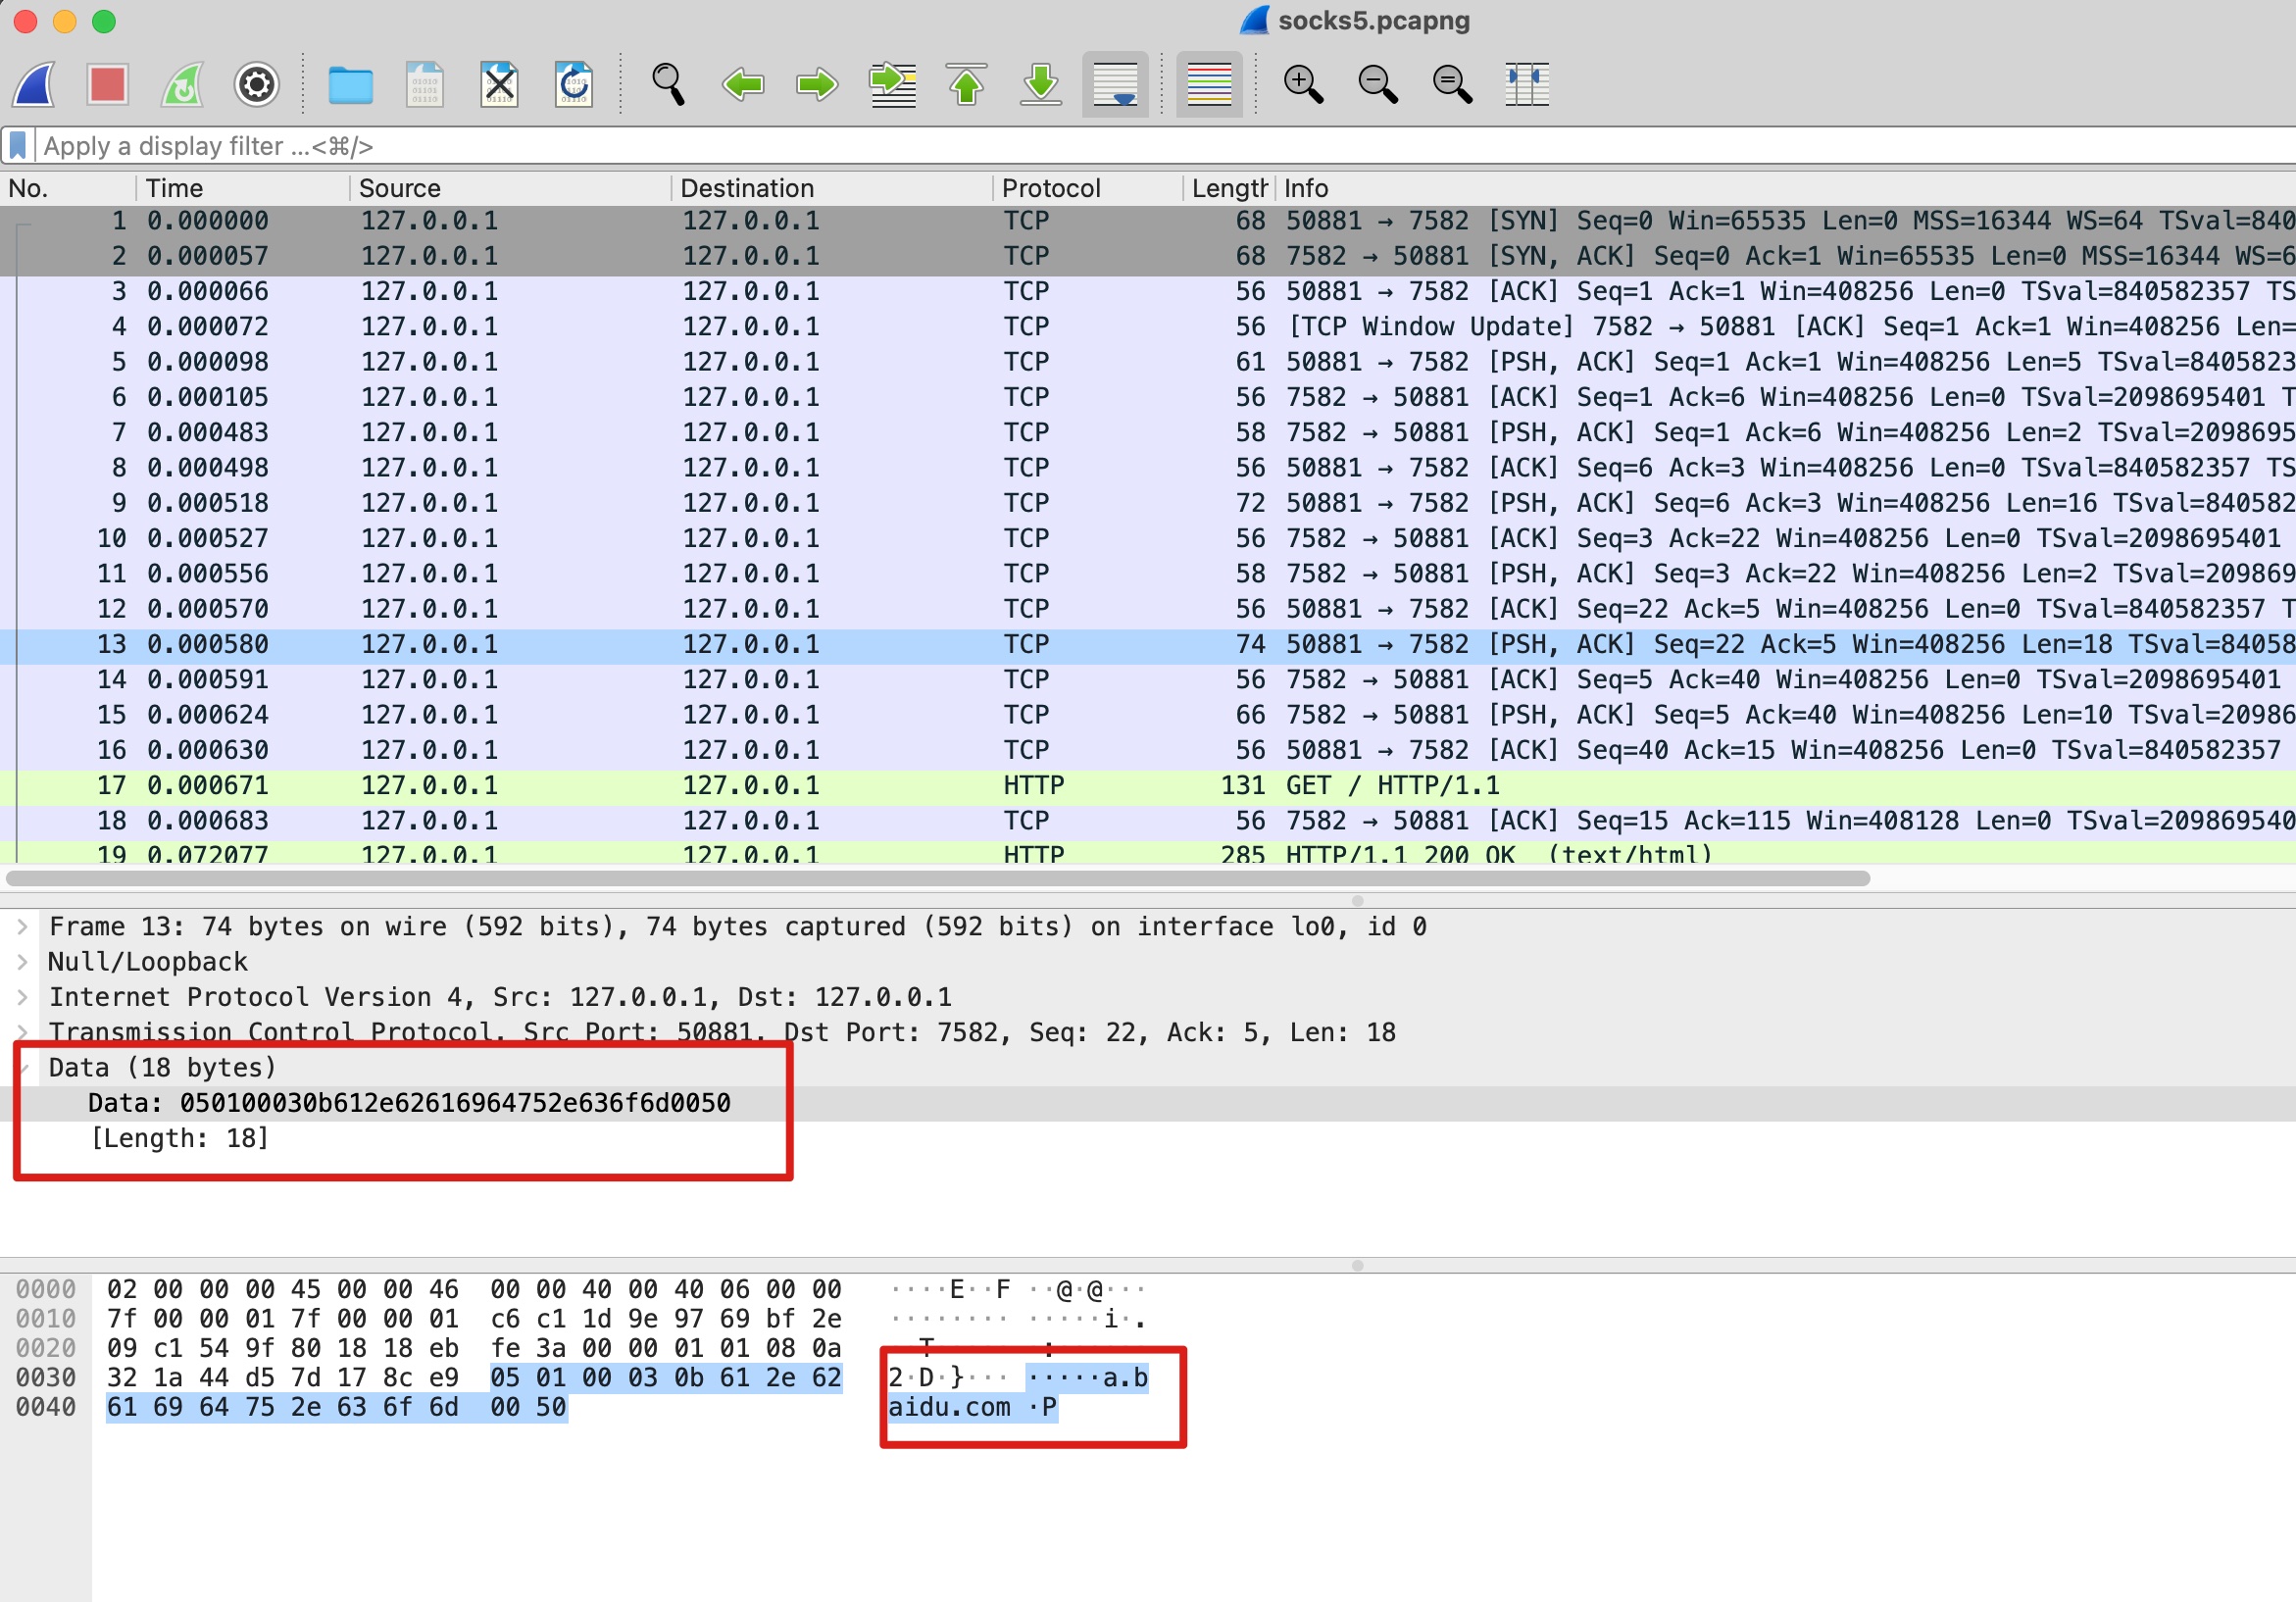 socks5.pcapng
Apply a display filter ...<⌘/>
No. Time Source Destination Protocol Length Info
1 0.000000 127.0.0.1 127.0.0.1 TCP 68 50881 → 7582 [SYN] Seq=0 Win=65535 Len=0 MSS=16344 WS=64 TSval=840
2 0.000057 127.0.0.1 127.0.0.1 TCP 68 7582 → 50881 [SYN, ACK] Seq=0 Ack=1 Win=65535 Len=0 MSS=16344 WS=6
3 0.000066 127.0.0.1 127.0.0.1 TCP 56 50881 → 7582 [ACK] Seq=1 Ack=1 Win=408256 Len=0 TSval=840582357 TS
4 0.000072 127.0.0.1 127.0.0.1 TCP 56 [TCP Window Update] 7582 → 50881 [ACK] Seq=1 Ack=1 Win=408256 Len=
5 0.000098 127.0.0.1 127.0.0.1 TCP 61 50881 → 7582 [PSH, ACK] Seq=1 Ack=1 Win=408256 Len=5 TSval=8405823
6 0.000105 127.0.0.1 127.0.0.1 TCP 56 7582 → 50881 [ACK] Seq=1 Ack=6 Win=408256 Len=0 TSval=2098695401 T
7 0.000483 127.0.0.1 127.0.0.1 TCP 58 7582 → 50881 [PSH, ACK] Seq=1 Ack=6 Win=408256 Len=2 TSval=2098695
8 0.000498 127.0.0.1 127.0.0.1 TCP 56 50881 → 7582 [ACK] Seq=6 Ack=3 Win=408256 Len=0 TSval=840582357 TS
9 0.000518 127.0.0.1 127.0.0.1 TCP 72 50881 → 7582 [PSH, ACK] Seq=6 Ack=3 Win=408256 Len=16 TSval=840582
10 0.000527 127.0.0.1 127.0.0.1 TCP 56 7582 → 50881 [ACK] Seq=3 Ack=22 Win=408256 Len=0 TSval=2098695401
11 0.000556 127.0.0.1 127.0.0.1 TCP 58 7582 → 50881 [PSH, ACK] Seq=3 Ack=22 Win=408256 Len=2 TSval=209869
12 0.000570 127.0.0.1 127.0.0.1 TCP 56 50881 → 7582 [ACK] Seq=22 Ack=5 Win=408256 Len=0 TSval=840582357 T
13 0.000580 127.0.0.1 127.0.0.1 TCP 74 50881 → 7582 [PSH, ACK] Seq=22 Ack=5 Win=408256 Len=18 TSval=84058
14 0.000591 127.0.0.1 127.0.0.1 TCP 56 7582 → 50881 [ACK] Seq=5 Ack=40 Win=408256 Len=0 TSval=2098695401
15 0.000624 127.0.0.1 127.0.0.1 TCP 66 7582 → 50881 [PSH, ACK] Seq=5 Ack=40 Win=408256 Len=10 TSval=20986
16 0.000630 127.0.0.1 127.0.0.1 TCP 56 50881 → 7582 [ACK] Seq=40 Ack=15 Win=408256 Len=0 TSval=840582357
17 0.000671 127.0.0.1 127.0.0.1 HTTP 131 GET / HTTP/1.1
18 0.000683 127.0.0.1 127.0.0.1 TCP 56 7582 → 50881 [ACK] Seq=15 Ack=115 Win=408128 Len=0 TSval=209869540
19 0.072077 127.0.0.1 127.0.0.1 HTTP 285 HTTP/1.1 200 OK (text/html)
Frame 13: 74 bytes on wire (592 bits), 74 bytes captured (592 bits) on interface lo0, id 0
Null/Loopback
Internet Protocol Version 4, Src: 127.0.0.1, Dst: 127.0.0.1
Transmission Control Protocol, Src Port: 50881, Dst Port: 7582, Seq: 22, Ack: 5, Len: 18
Data (18 bytes)
Data: 050100030b612e62616964752e636f6d0050
[Length: 18]
0000 02 00 00 00 45 00 00 46 00 00 40 00 40 06 00 00 ····E··F ··@·@···
0010 7f 00 00 01 7f 00 00 01 c6 c1 1d 9e 97 69 bf 2e ········ ·····i·.
0020 09 c1 54 9f 80 18 18 eb fe 3a 00 00 01 01 08 0a ··T····· ·:······
0030 32 1a 44 d5 7d 17 8c e9 05 01 00 03 0b 61 2e 62 2·D·}··· ·····a.b
0040 61 69 64 75 2e 63 6f 6d 00 50 aidu.com ·P